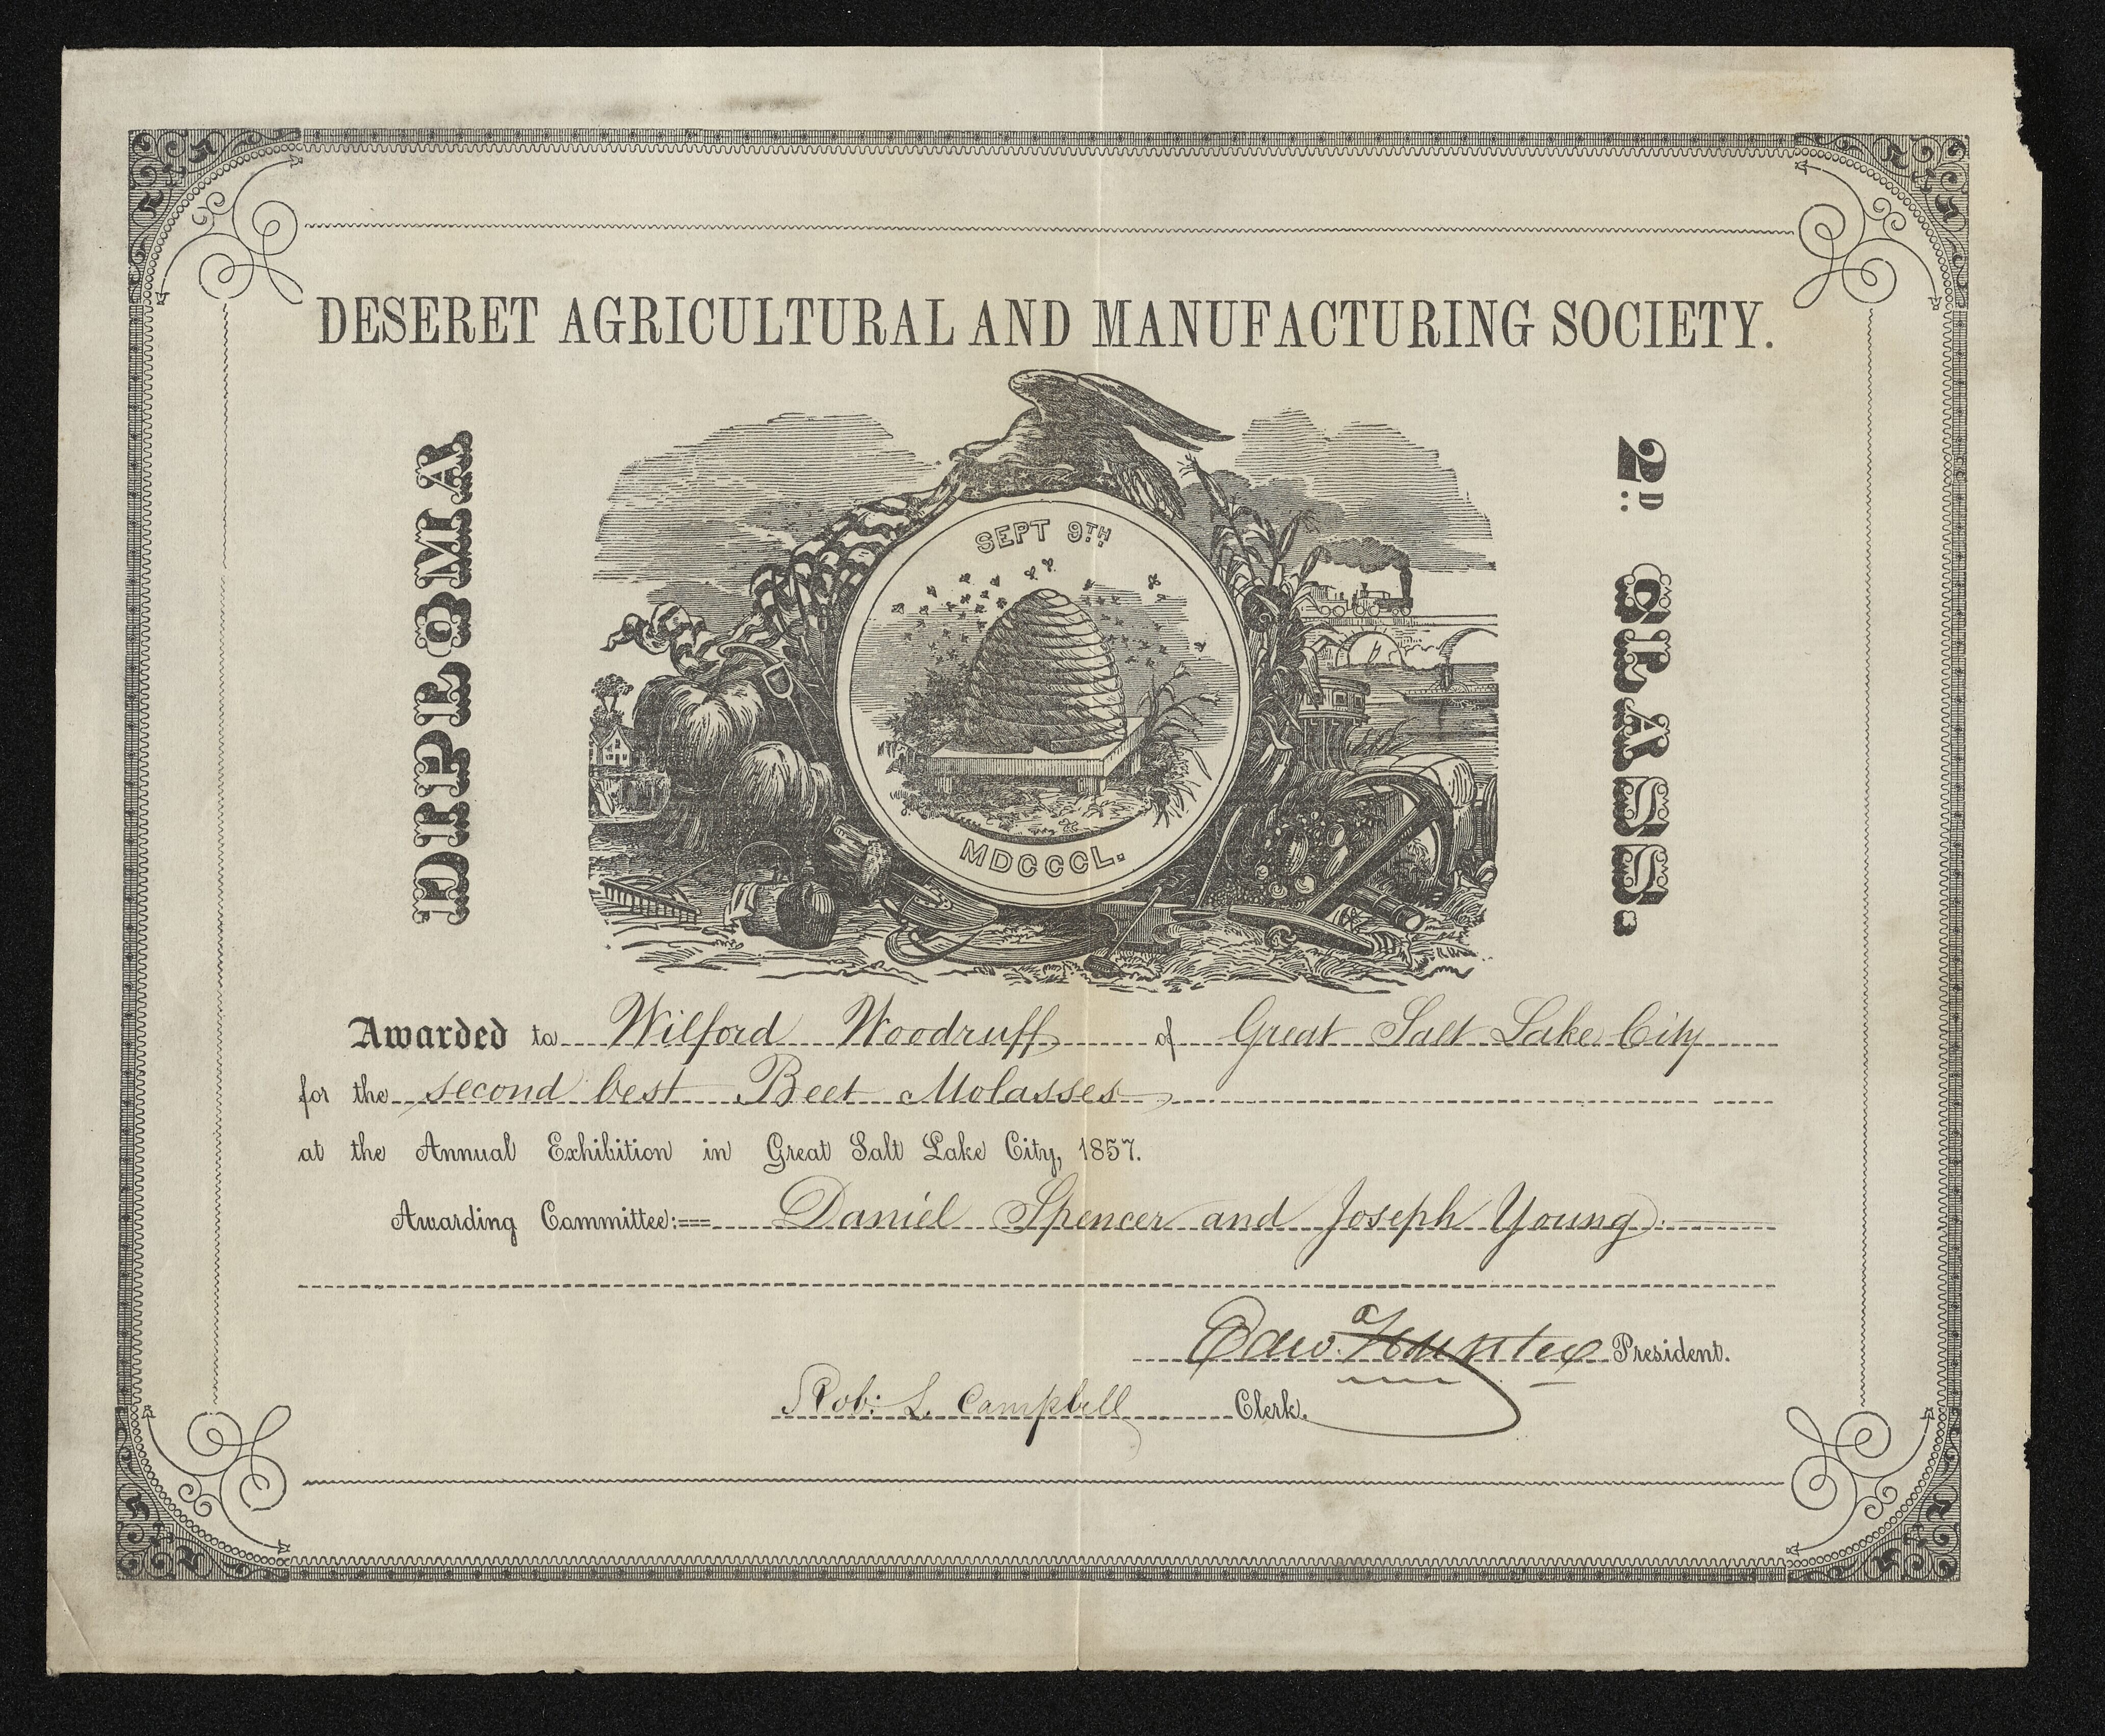 DESERET AGRICULTURAL AND MANUFACTURING SOCIETY.
DIPLOMA
2D. CLASS.
SEPT 9TH
MDCCCL.
Awarded to Wilford Woodruff of Great Salt Lake City
for the second best Beet Molasses
at the Annual Exhibition in Great Salt Lake City, 1857.
Awarding Committee:== Daniel Spencer and Joseph Young.
Edw. Hunter President.
Rob: L. Campbell Clerk.